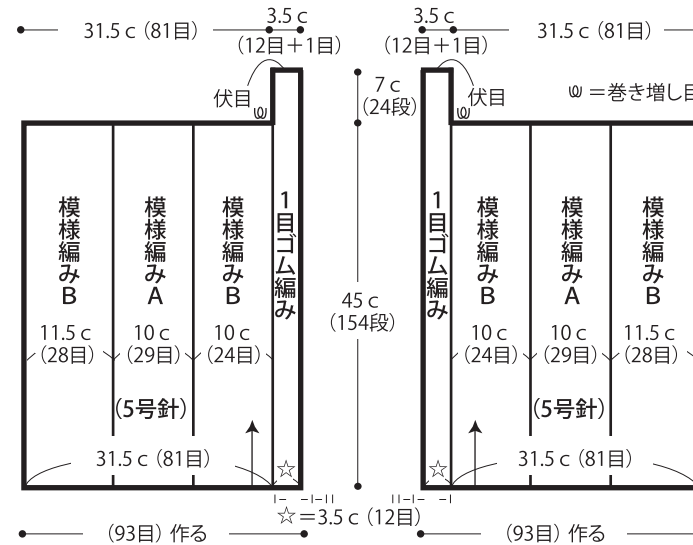 31.5 c（81目）
3.5 c
（12目＋1目）
伏目
模様編みB
模様編みA
模様編みB
1目ゴム編み
11.5 c
（28目）
10 c
（29目）
10 c
（24目）
（5号針）
31.5 c（81目）
☆
☆＝3.5 c（12目）
（93目）作る
7 c
（24段）
45 c
（154段）
3.5 c
（12目＋1目）
31.5 c（81目）
伏目
＝巻き増し目
1目ゴム編み
模様編みB
模様編みA
模様編みB
10 c
（24目）
10 c
（29目）
11.5 c
（28目）
（5号針）
☆
31.5 c（81目）
（93目）作る